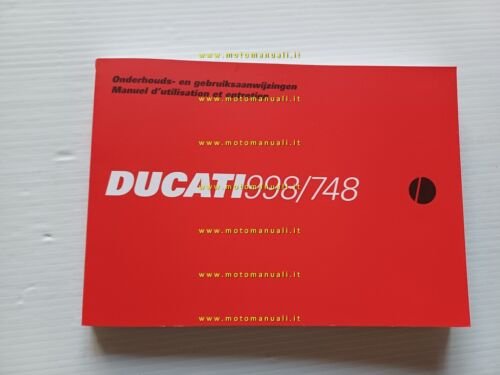 www.motomanuali.it
Onderhouds- en gebruiksaanwijzingen
Manuel d'utilisation et entretien
www.motomanuali.it
www.motomanuali.it
DUCATI998/748
www.motomanuali.it
www.motomanuali.it
www.motomanuali.it
www.motomanuali.it